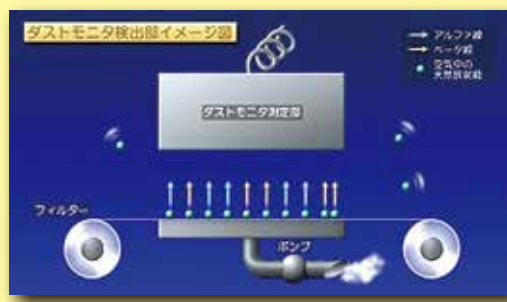 ダストモニタ検出部イメージ図
アルファ線
ベータ線
空気中の
天然放射線
ダストモニタ測定部
フィルター
ポンプ